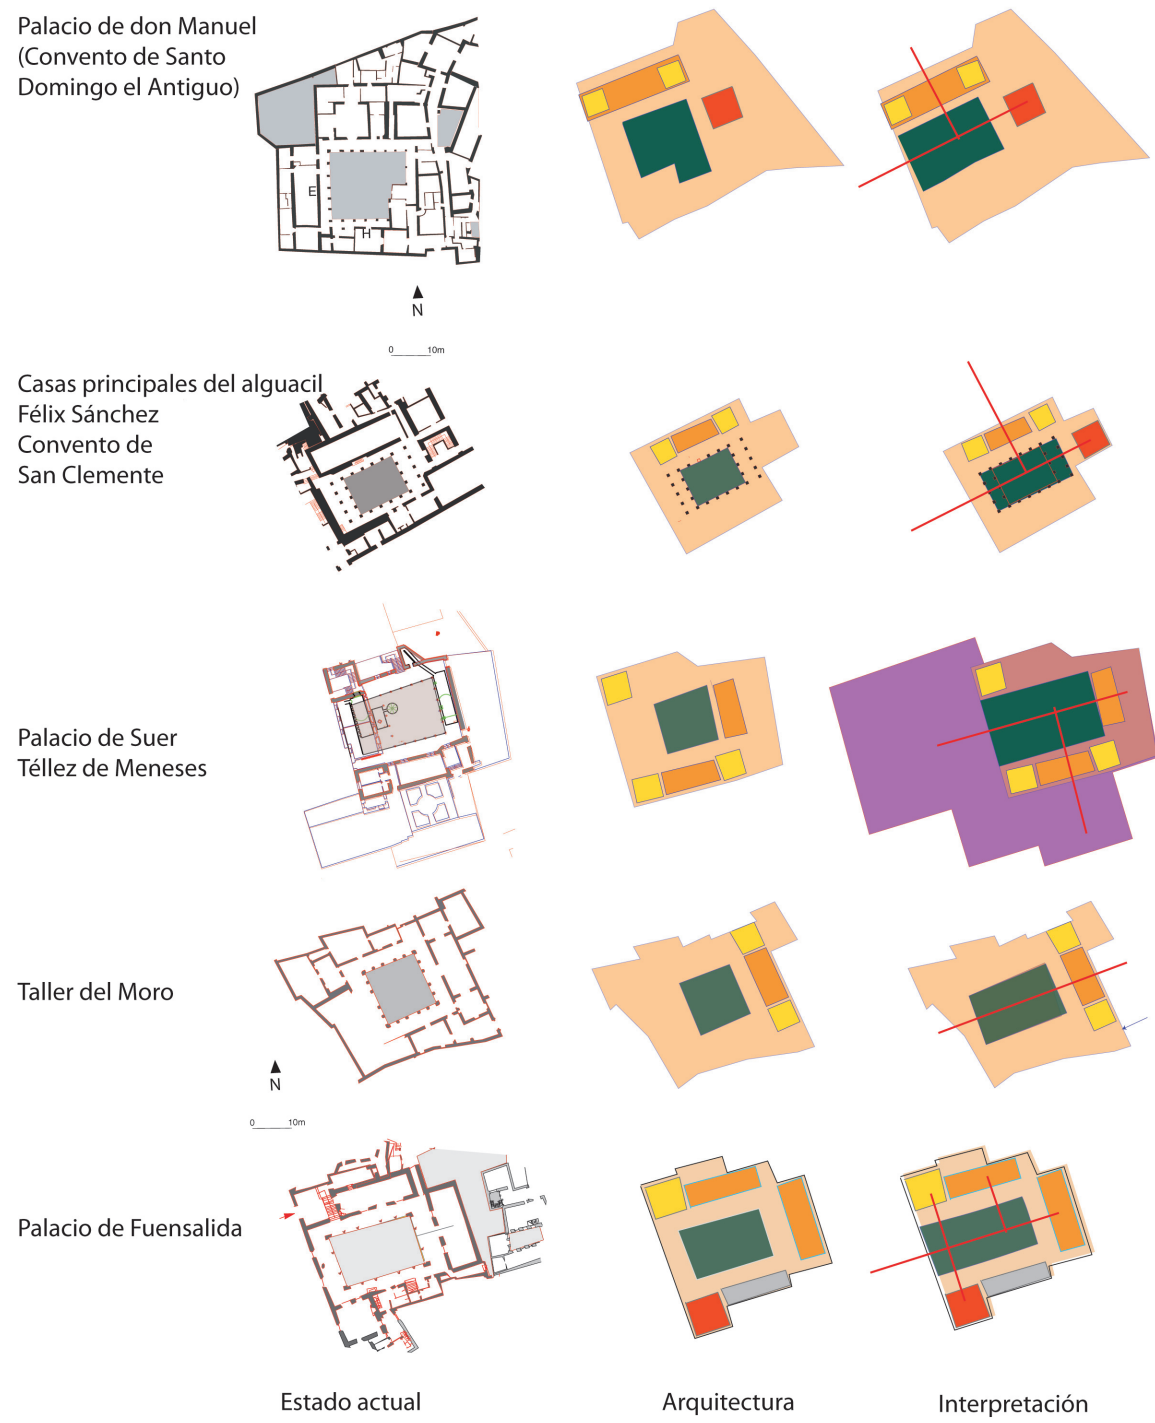 Palacio de don Manuel
(Convento de Santo
Domingo el Antiguo)
E
H
N
0 10m
Casas principales del alguacil
Félix Sánchez
Convento de
San Clemente
Palacio de Suer
Téllez de Meneses
Taller del Moro
N
0 10m
Palacio de Fuensalida
Estado actual
Arquitectura
Interpretación